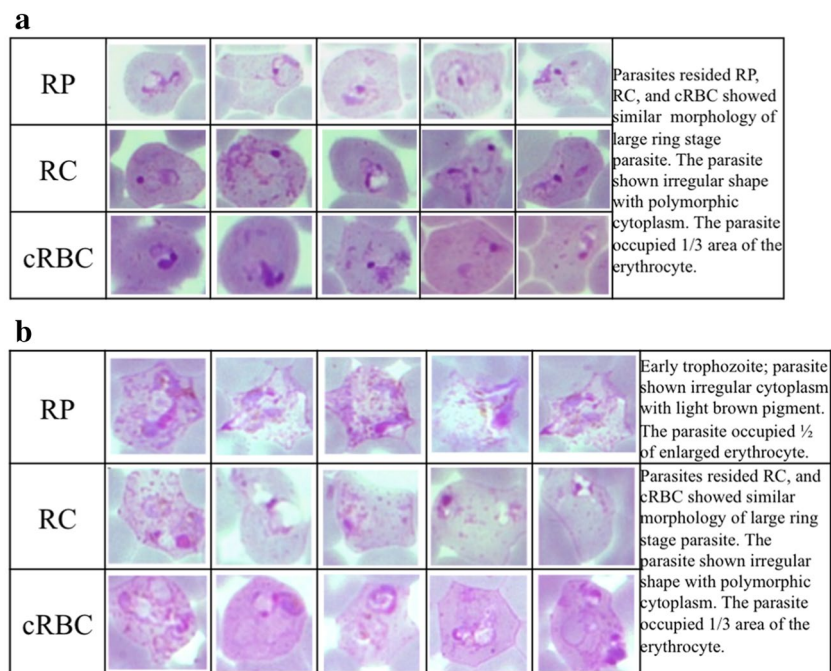 a
RP
Parasites resided RP,
RC, and cRBC showed
similar morphology of
large ring stage
parasite. The parasite
shown irregular shape
with polymorphic
cytoplasm. The parasite
occupied 1/3 area of the
erythrocyte.
RC
cRBC
b
RP
Early trophozoite; parasite
shown irregular cytoplasm
with light brown pigment.
The parasite occupied ½
of enlarged erythrocyte.
RC
Parasites resided RC, and
cRBC showed similar
morphology of large ring
stage parasite. The
parasite shown irregular
shape with polymorphic
cytoplasm. The parasite
occupied 1/3 area of the
erythrocyte.
cRBC